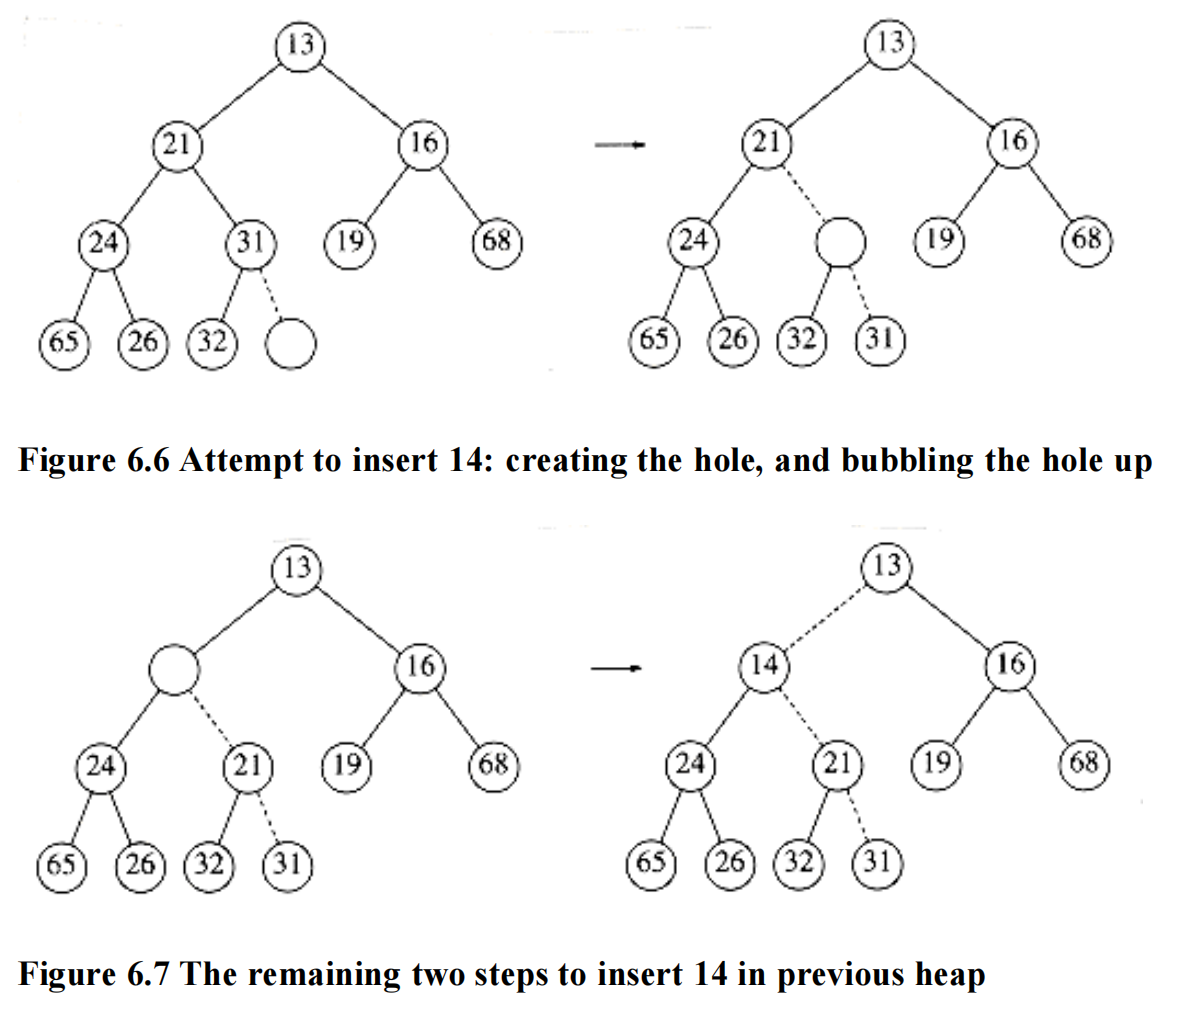 13 13
21 16 21 16
24 31 19 68 24 19 68
65 26 32 65 26 32 31
Figure 6.6 Attempt to insert 14: creating the hole, and bubbling the hole up
13 13
16 14 16
24 21 19 68 24 21 19 68
65 26 32 31 65 26 32 31
Figure 6.7 The remaining two steps to insert 14 in previous heap